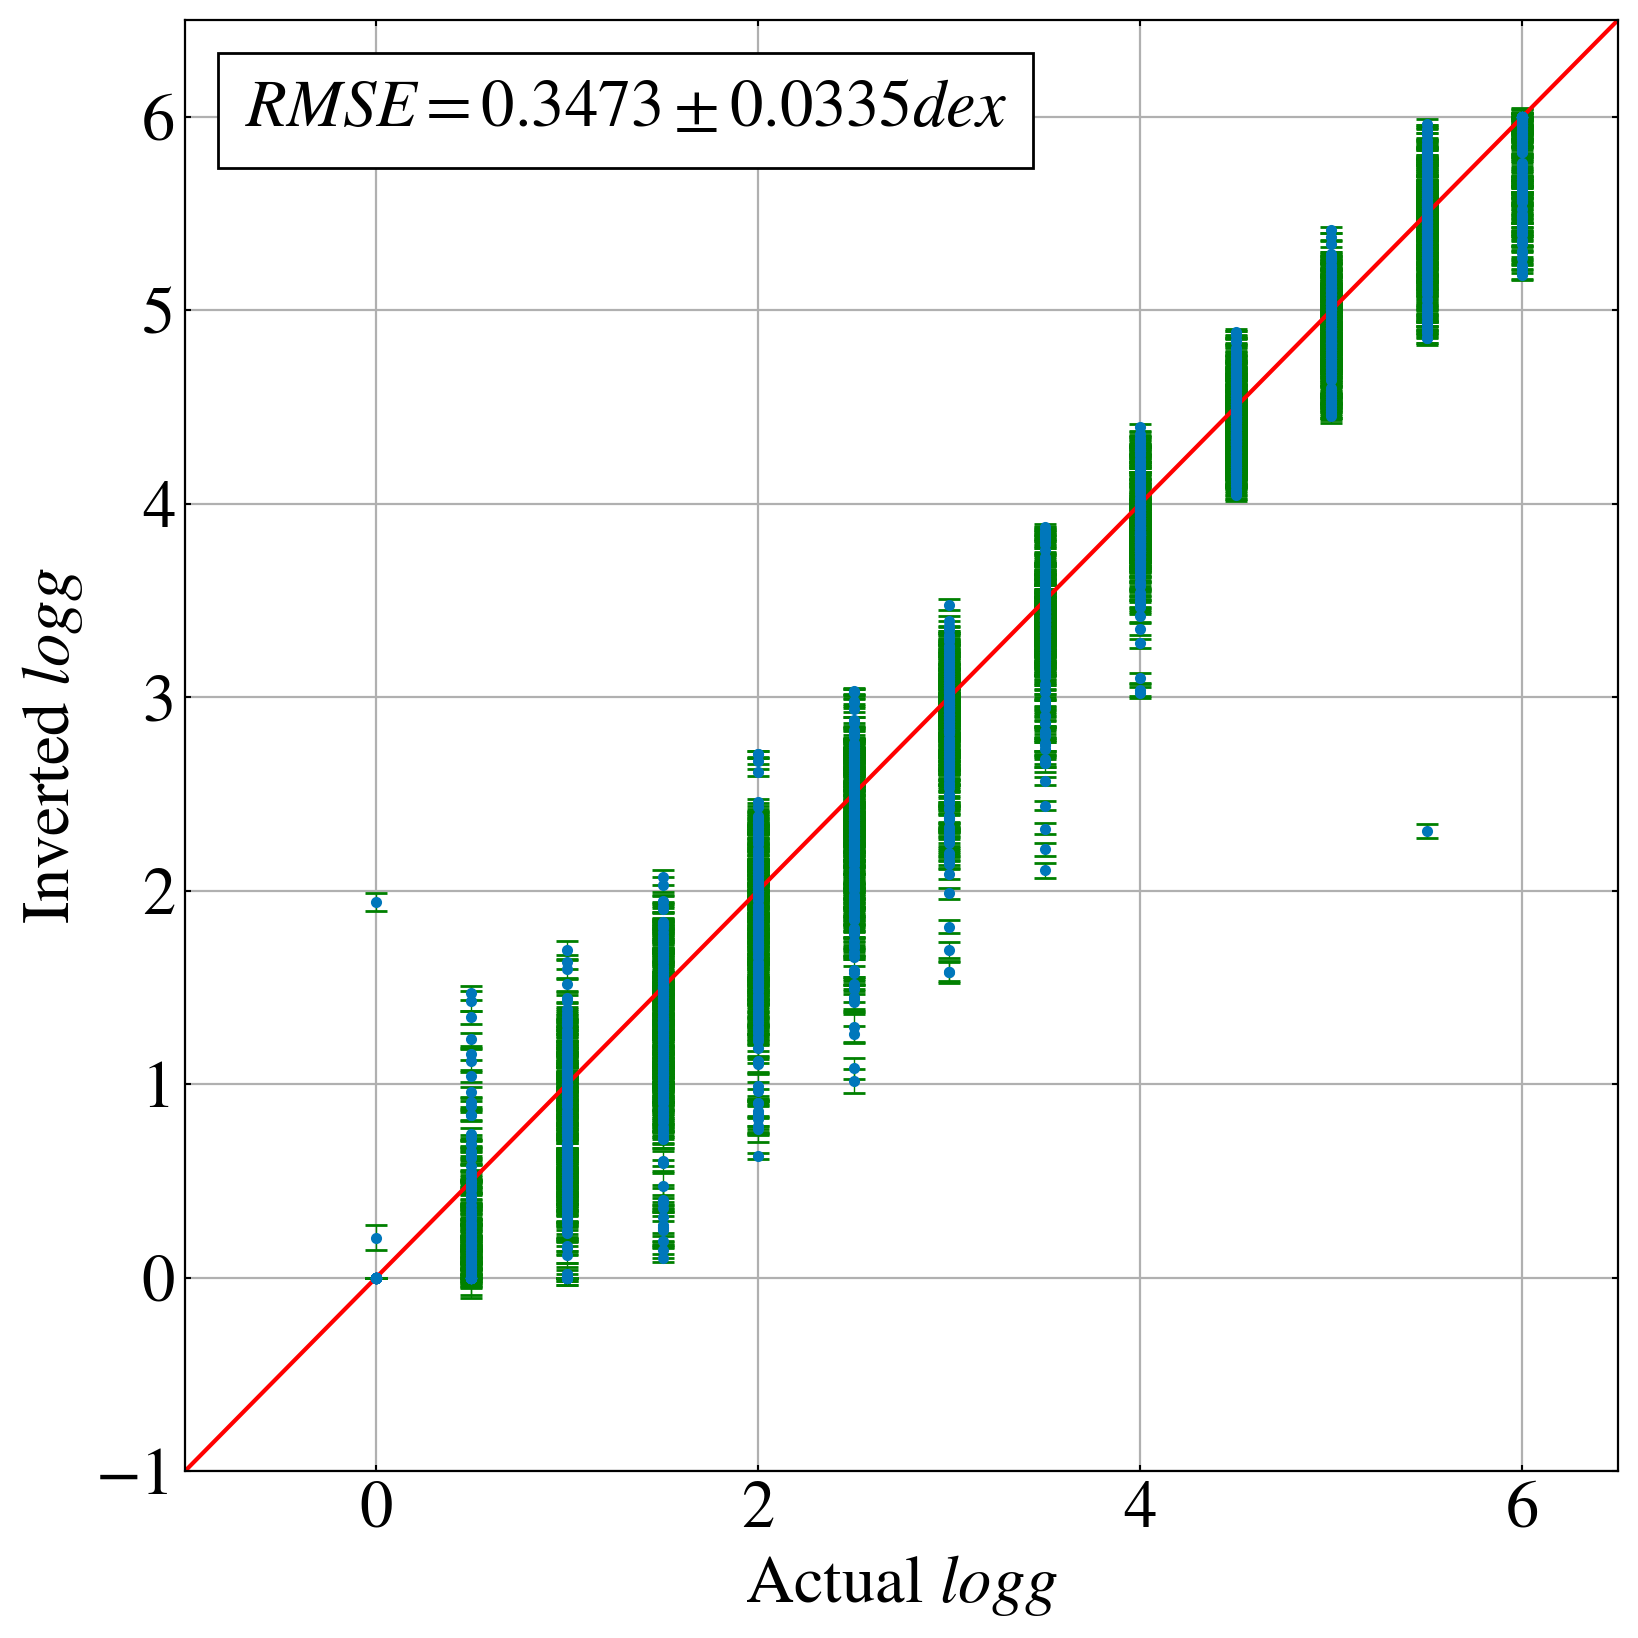 RMSE = 0.3473 ± 0.0335dex
6
5
4
3
2
1
0
−1
0 2 4 6
Inverted logg
Actual logg